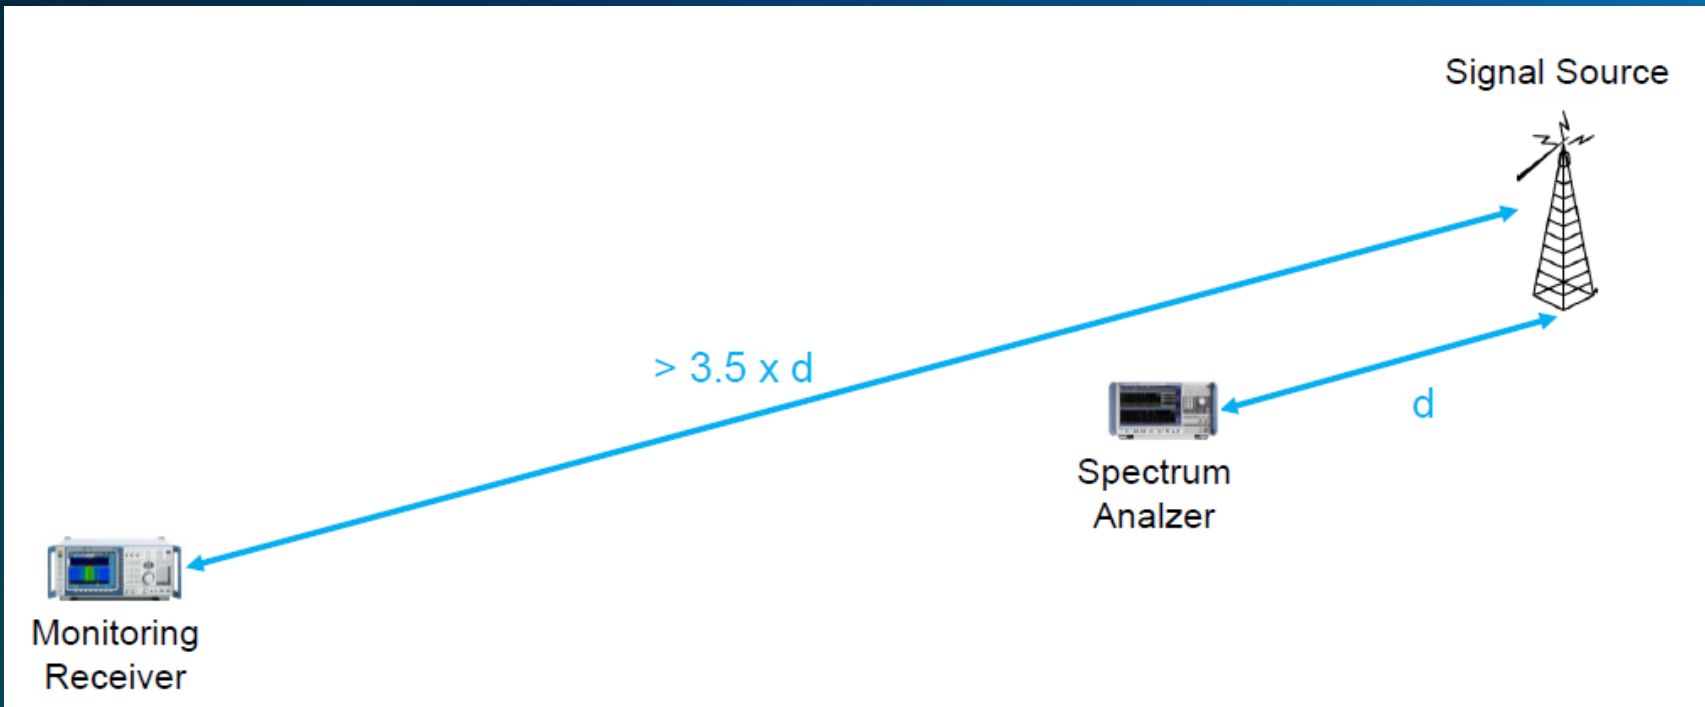 Signal Source
> 3.5 x d
d
Spectrum
Analzer
Monitoring
Receiver